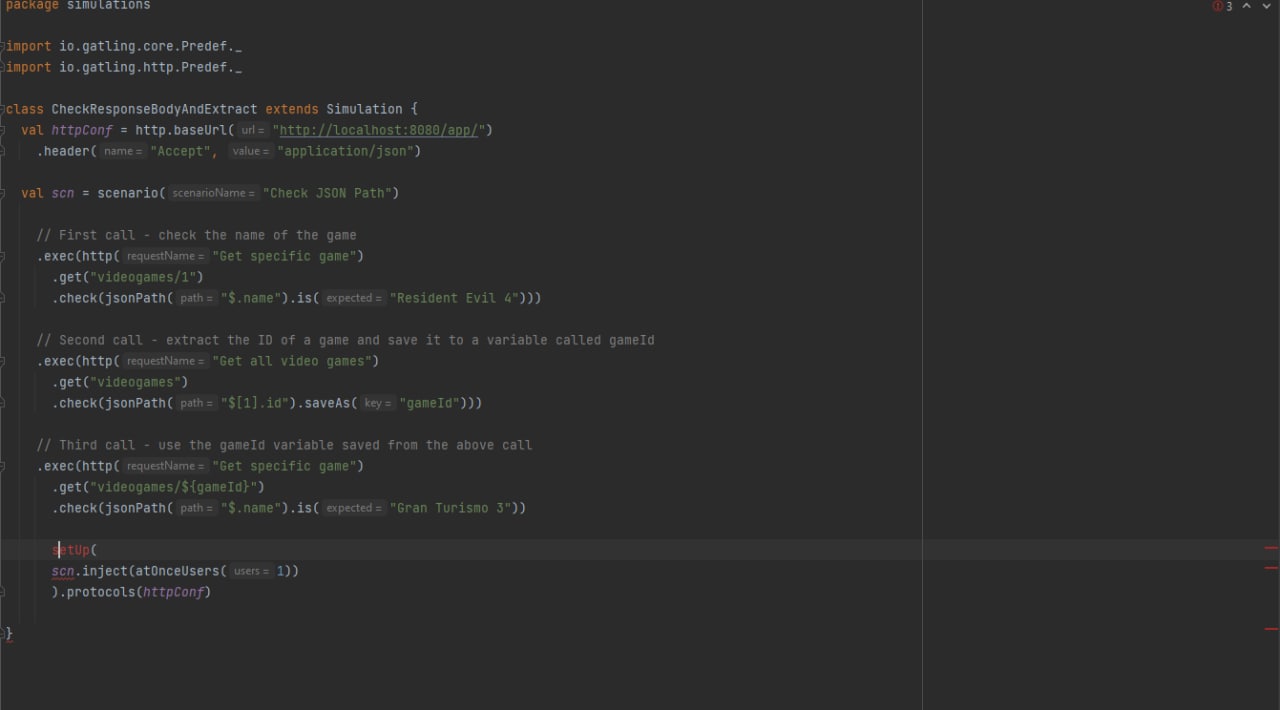 package simulations
3
import io.gatling.core.Predef._
import io.gatling.http.Predef._
class CheckResponseBodyAndExtract extends Simulation {
val httpConf = http.baseUrl( url = "http://localhost:8080/app/")
.header( name = "Accept", value = "application/json")
val scn = scenario( scenarioName = "Check JSON Path")
// First call - check the name of the game
.exec(http( requestName = "Get specific game")
.get("videogames/1")
.check(jsonPath( path = "$.name").is( expected = "Resident Evil 4")))
// Second call - extract the ID of a game and save it to a variable called gameId
.exec(http( requestName = "Get all video games")
.get("videogames")
.check(jsonPath( path = "$[1].id").saveAs( key = "gameId")))
// Third call - use the gameId variable saved from the above call
.exec(http( requestName = "Get specific game")
.get("videogames/${gameId}")
.check(jsonPath( path = "$.name").is( expected = "Gran Turismo 3"))
setUp(
scn.inject(atOnceUsers( users = 1))
).protocols(httpConf)
}